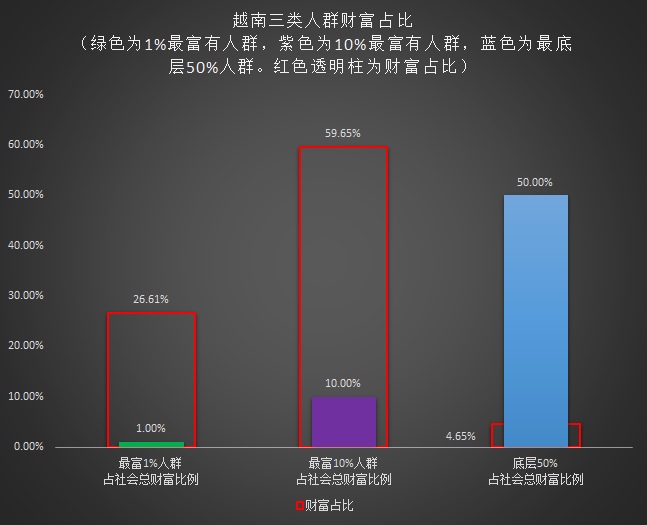 越南三类人群财富占比
（绿色为1%最富有人群，紫色为10%最富有人群，蓝色为最底
层50%人群。红色透明柱为财富占比）
70.00%
60.00%
50.00%
40.00%
30.00%
20.00%
10.00%
0.00%
26.61%
1.00%
59.65%
10.00%
50.00%
4.65%
最富1%人群
占社会总财富比例
最富10%人群
占社会总财富比例
底层50%
占社会总财富比例
财富占比